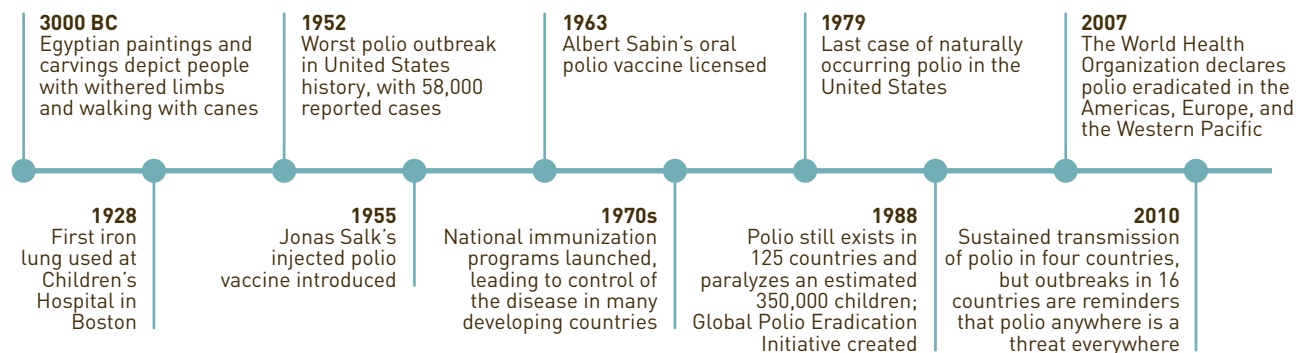 3000 BC
Egyptian paintings and
carvings depict people
with withered limbs
and walking with canes
1928
First iron
lung used at
Children’s
Hospital in
Boston
1952
Worst polio outbreak
in United States
history, with 58,000
reported cases
1955
Jonas Salk’s
injected polio
vaccine introduced
1963
Albert Sabin’s oral
polio vaccine licensed
1970s
National immunization
programs launched,
leading to control of
the disease in many
developing countries
1979
Last case of naturally
occurring polio in the
United States
1988
Polio still exists in
125 countries and
paralyzes an estimated
350,000 children;
Global Polio Eradication
Initiative created
2007
The World Health
Organization declares
polio eradicated in the
Americas, Europe, and
the Western Pacific
2010
Sustained transmission
of polio in four countries,
but outbreaks in 16
countries are reminders
that polio anywhere is a
threat everywhere